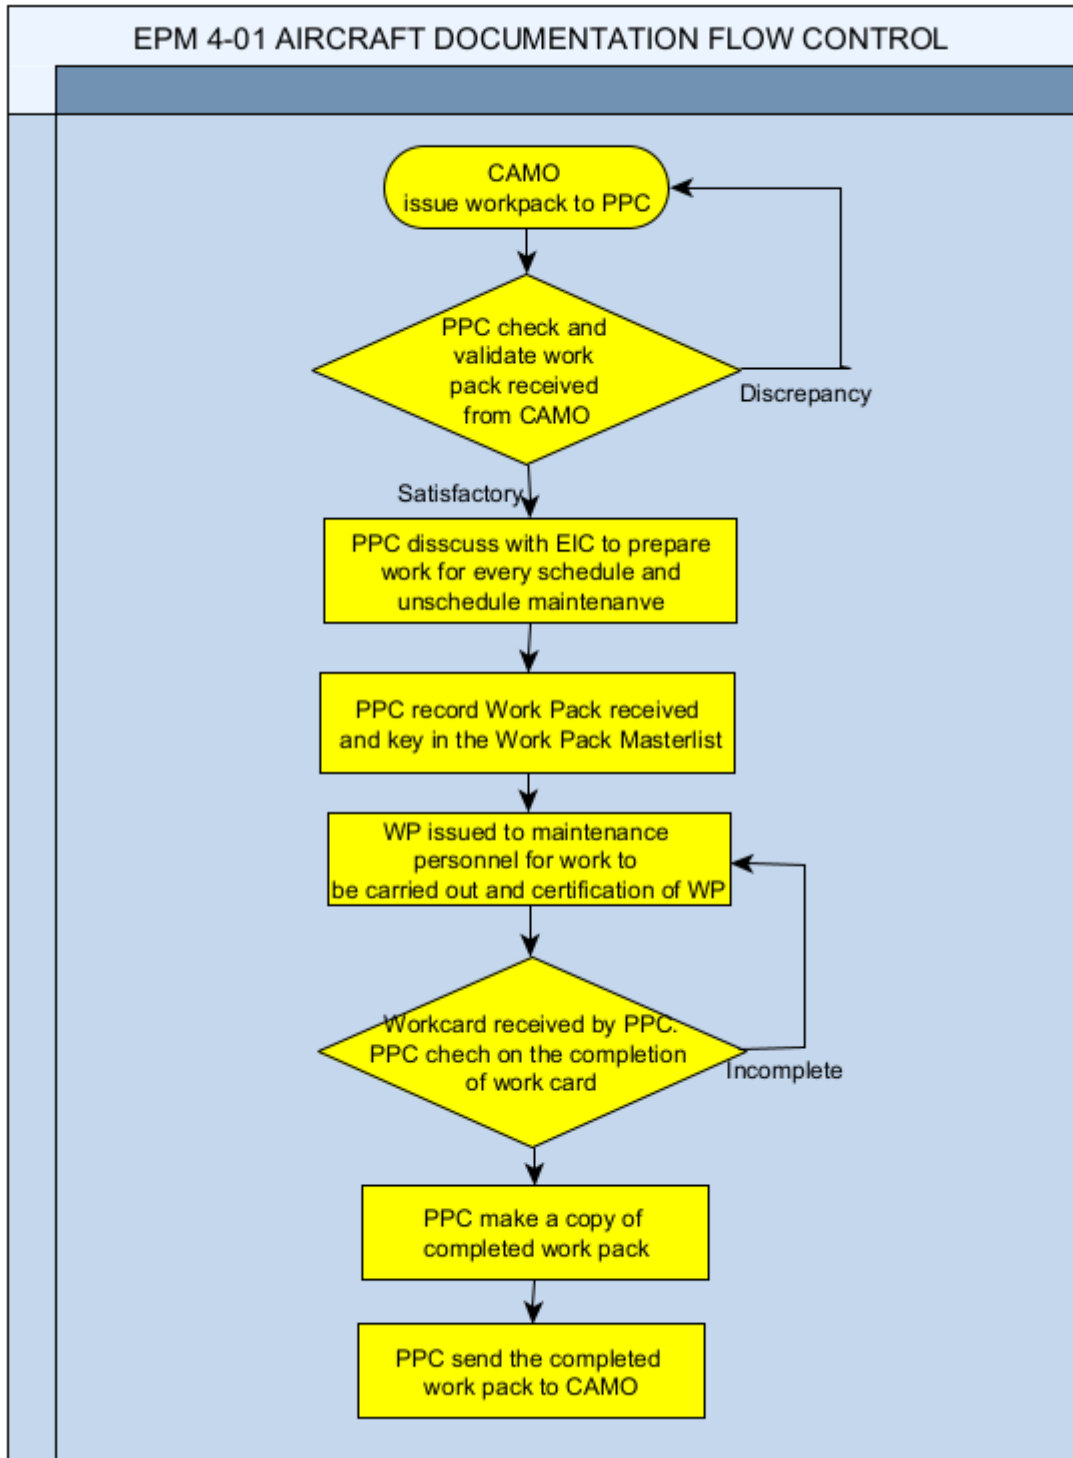 EPM 4-01 AIRCRAFT DOCUMENTATION FLOW CONTROL
CAMO
issue workpack to PPC
PPC check and
validate work
pack received
from CAMO
Discrepancy
Satisfactory
PPC disscuss with EIC to prepare
work for every schedule and
unschedule maintenanve
PPC record Work Pack received
and key in the Work Pack Masterlist
WP issued to maintenance
personnel for work to
be carried out and certification of WP
Workcard received by PPC.
PPC chech on the completion
of work card
Incomplete
PPC make a copy of
completed work pack
PPC send the completed
work pack to CAMO